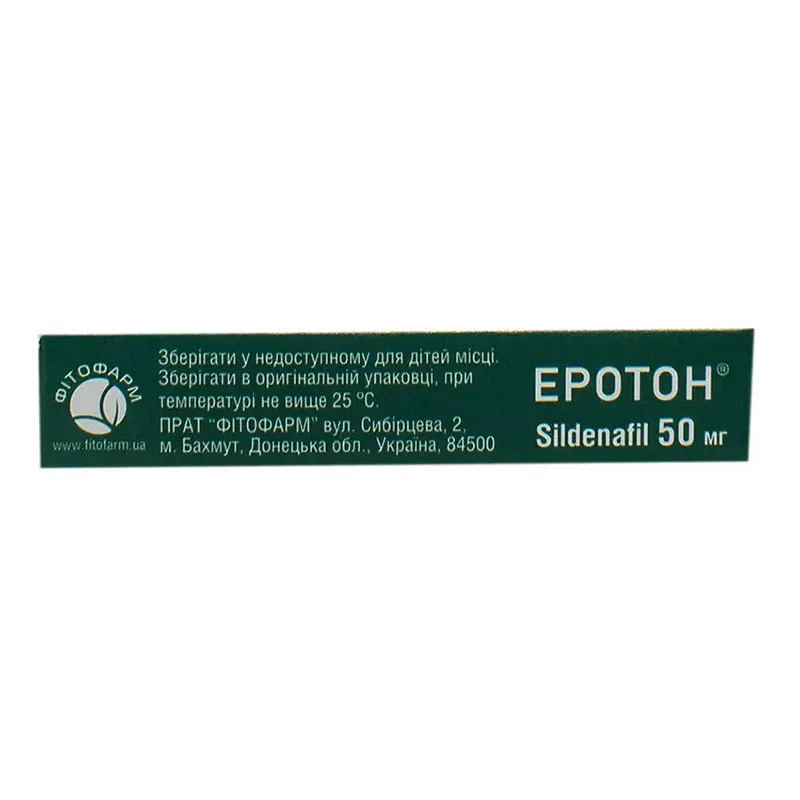 ФІТОФАРМ
www.fitofarm.ua
Зберігати у недоступному для дітей місці.
Зберігати в оригінальній упаковці, при
температурі не вище 25 °С.
ПРАТ "ФІТОФАРМ" вул. Сибірцева, 2,
м. Бахмут, Донецька обл., Україна, 84500
ЕРОТОН®
Sildenafil 50 мг